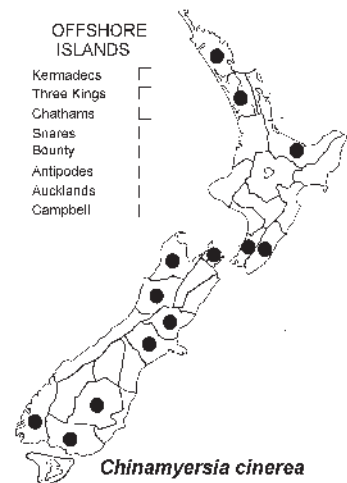 OFFSHORE
ISLANDS
Kermadecs
Three Kings
Chathams
Snares
Bounty
Antipodes
Aucklands
Campbell
Chinamyersia cinerea